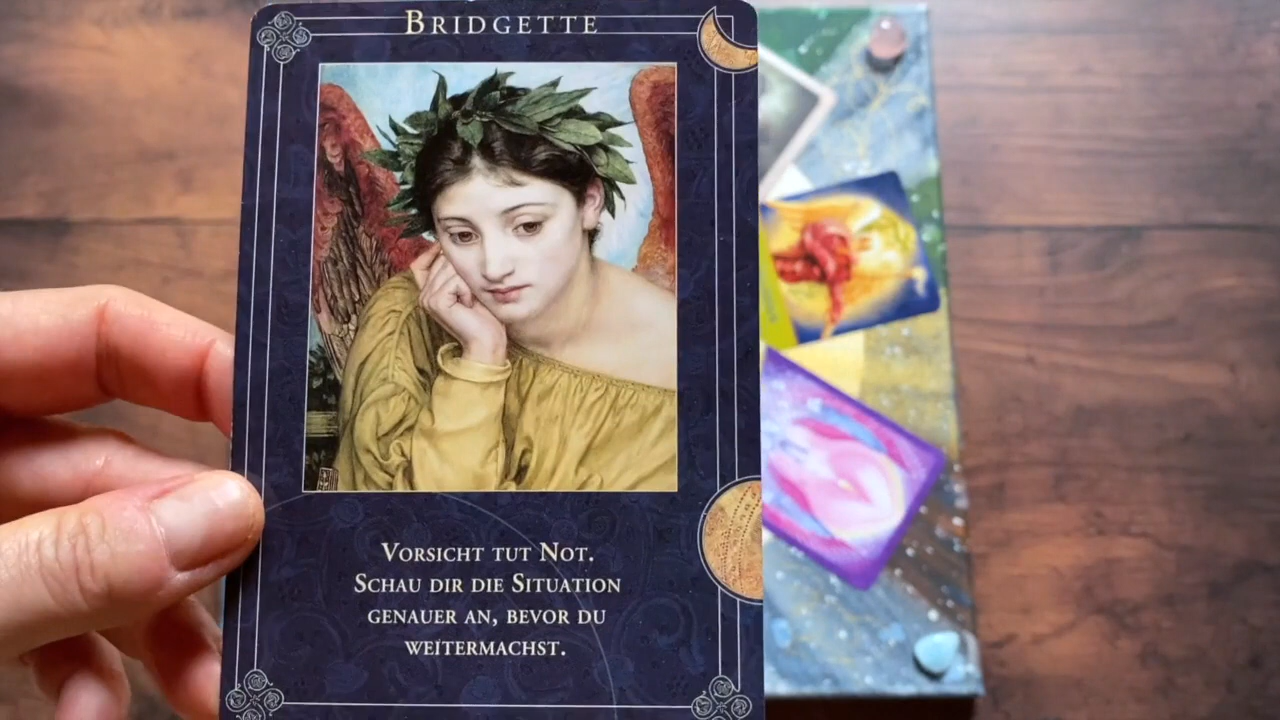 BRIDGETTE
VORSICHT TUT NOT.
SCHAU DIR DIE SITUATION
GENAUER AN, BEVOR DU
WEITERMACHST.